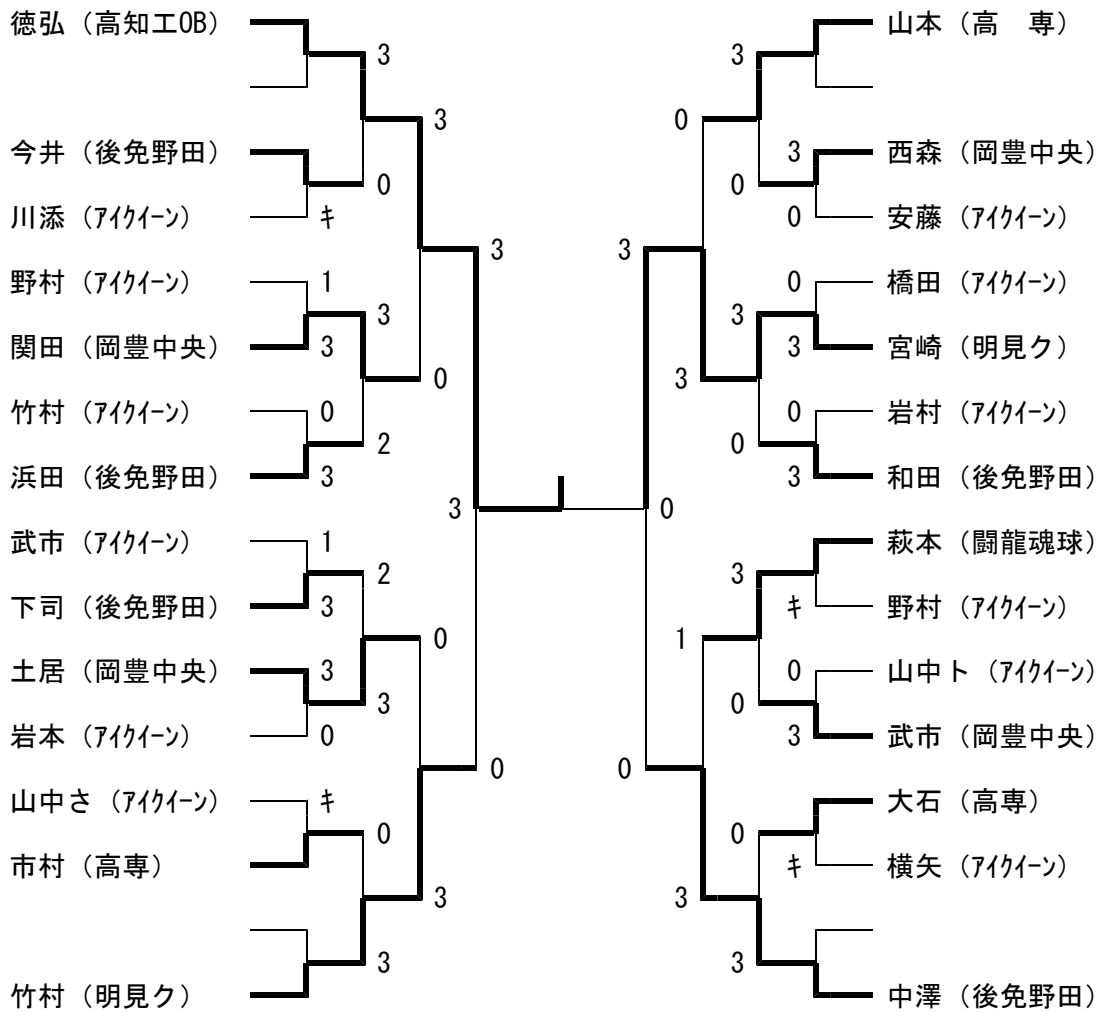 徳弘（高知工OB）
3
3
今井（後免野田）
0
川添（ｱｲｸｲｰﾝ）
ｷ
3
野村（ｱｲｸｲｰﾝ）
1
3
関田（岡豊中央）
3
0
竹村（ｱｲｸｲｰﾝ）
0
2
浜田（後免野田）
3
3
武市（ｱｲｸｲｰﾝ）
1
2
下司（後免野田）
3
0
土居（岡豊中央）
3
3
岩本（ｱｲｸｲｰﾝ）
0
0
山中さ（ｱｲｸｲｰﾝ）
ｷ
0
市村（高専）
3
3
竹村（明見ク）
山本（高　専）
3
0
3
西森（岡豊中央）
0
0
安藤（ｱｲｸｲｰﾝ）
3
0
橋田（ｱｲｸｲｰﾝ）
3
3
宮崎（明見ク）
3
0
岩村（ｱｲｸｲｰﾝ）
0
3
和田（後免野田）
0
萩本（闘龍魂球）
3
ｷ
野村（ｱｲｸｲｰﾝ）
1
0
山中ト（ｱｲｸｲｰﾝ）
0
3
武市（岡豊中央）
0
大石（高専）
0
ｷ
横矢（ｱｲｸｲｰﾝ）
3
3
中澤（後免野田）